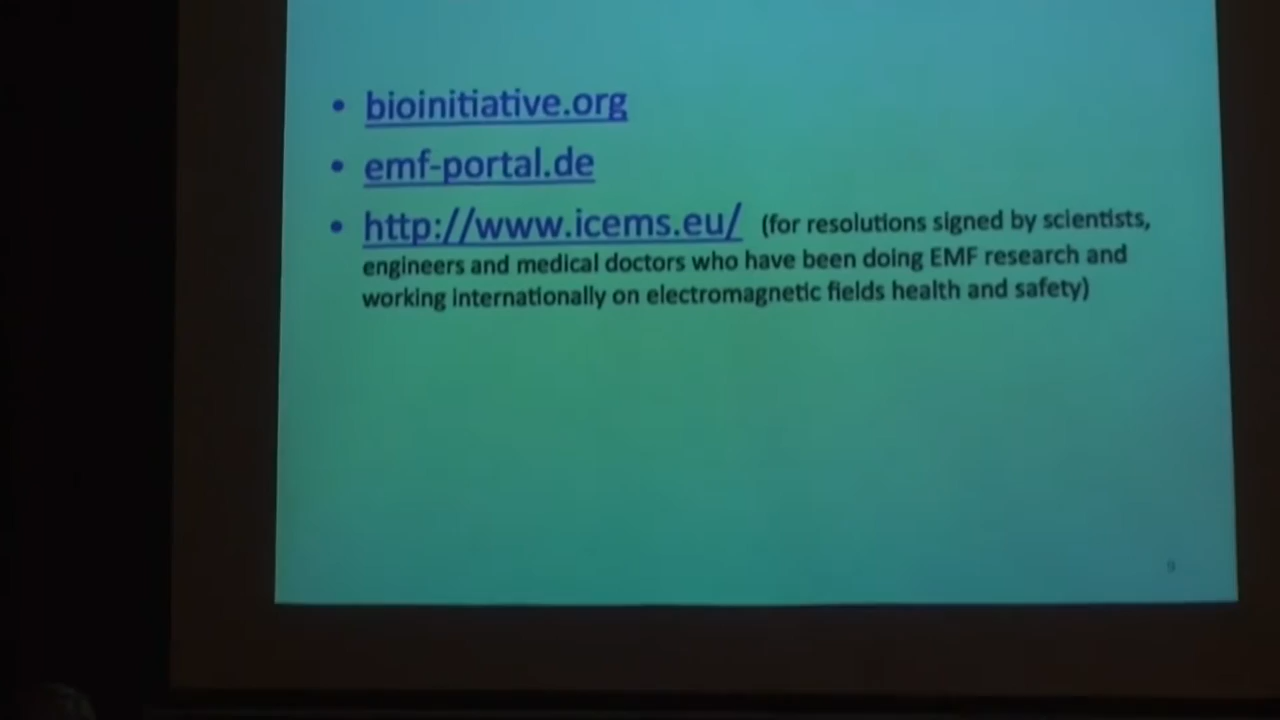 • bioinitiative.org
• emf-portal.de
• http://www.icems.eu/ (for resolutions signed by scientists,
engineers and medical doctors who have been doing EMF research and
working internationally on electromagnetic fields health and safety)
9